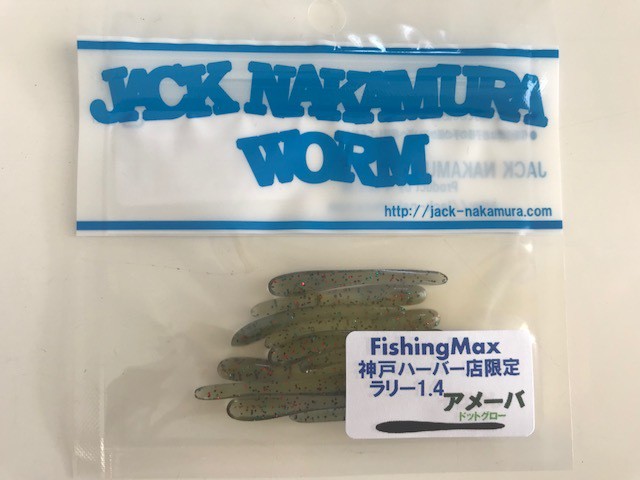 JACK NAKAMURA
WORM
JACK NAKAMU
Product
http://jack-nakamura.com
FishingMax
神戸ハーバー店限定
ラリー1.4
アメーバ
ドットグロー